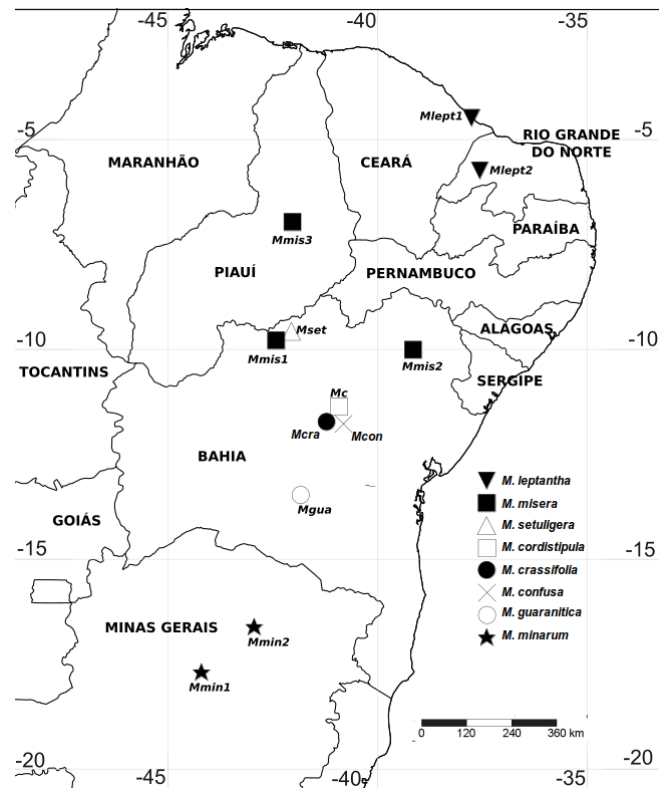 -45
-40
-35
Mlept1
-5
-5
RIO GRANDE
DO NORTE
MARANHÃO
CEARÁ
Mlept2
PARAÍBA
Mmis3
PIAUÍ
PERNAMBUCO
Mset
ALAGOAS
-10
Mmis1
Mmis2
-10
TOCANTINS
SERGIPE
Mc
Mcra
Mcon
BAHIA
M. leptantha
Mgua
M. misera
GOIÁS
M. setuligera
M. cordistipula
-15
-15
M. crassifolia
M. confusa
M. guaranitica
MINAS GERAIS
M. minarum
Mmin2
Mmin1
0
120
240
360 km
-20
-20
-45
-40
-35